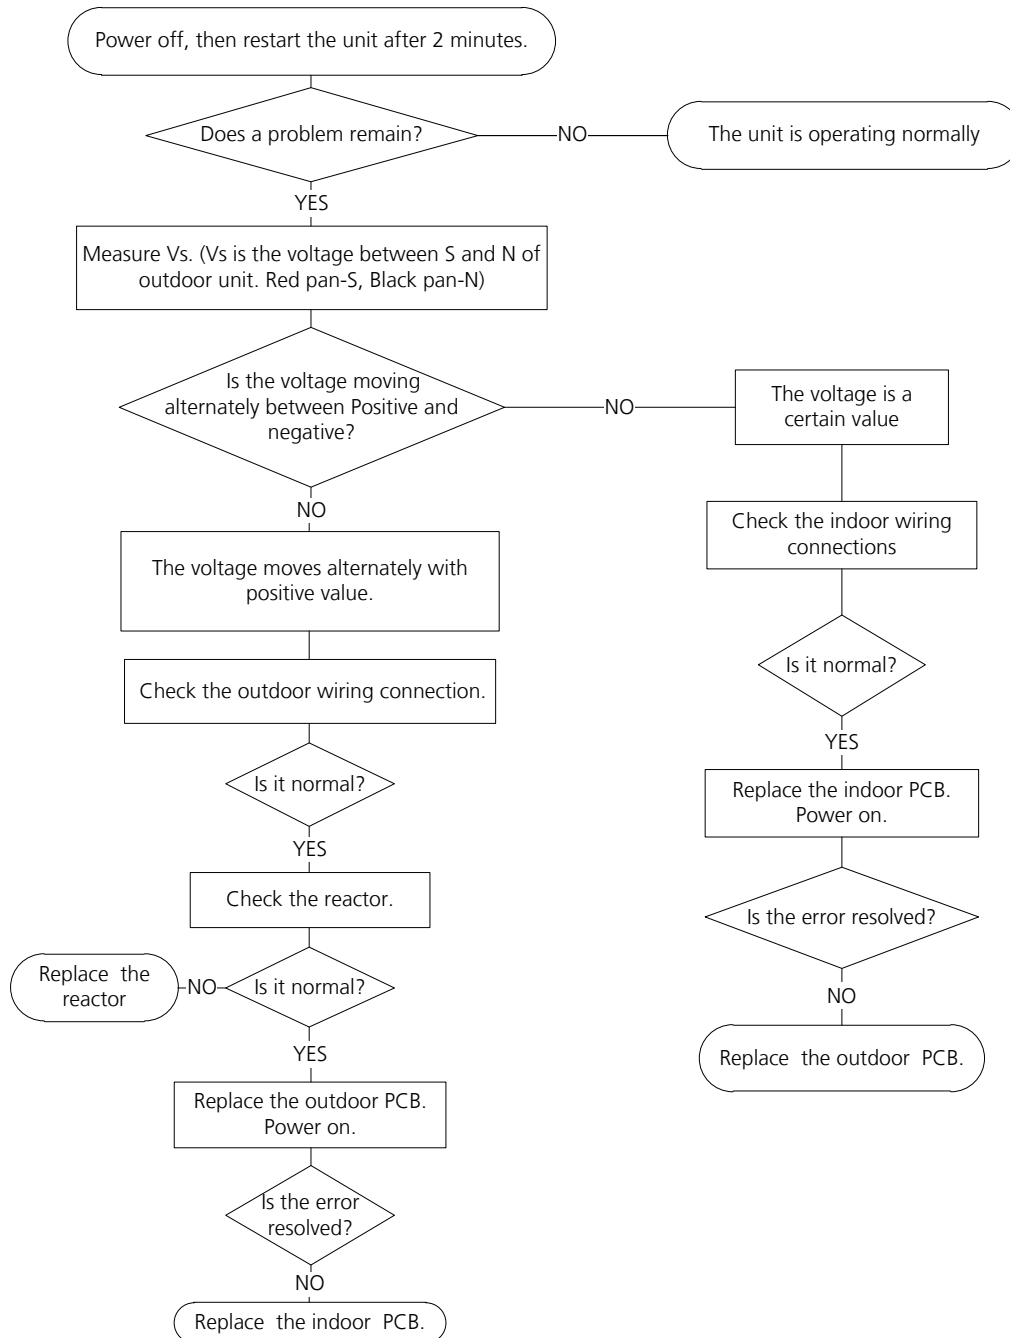 Power off, then restart the unit after 2 minutes.
Does a problem remain?
NO
The unit is operating normally
YES
Measure Vs. (Vs is the voltage between S and N of
outdoor unit. Red pan-S, Black pan-N)
Is the voltage moving
alternately between Positive and
negative?
NO
The voltage is a
certain value
NO
The voltage moves alternately with
positive value.
Check the indoor wiring
connections
Check the outdoor wiring connection.
Is it normal?
YES
Is it normal?
YES
Replace the indoor PCB.
Power on.
Check the reactor.
Is the error resolved?
Replace the
reactor
NO
Is it normal?
NO
YES
Replace the outdoor PCB.
Replace the outdoor PCB.
Power on.
Is the error
resolved?
NO
Replace the indoor PCB.